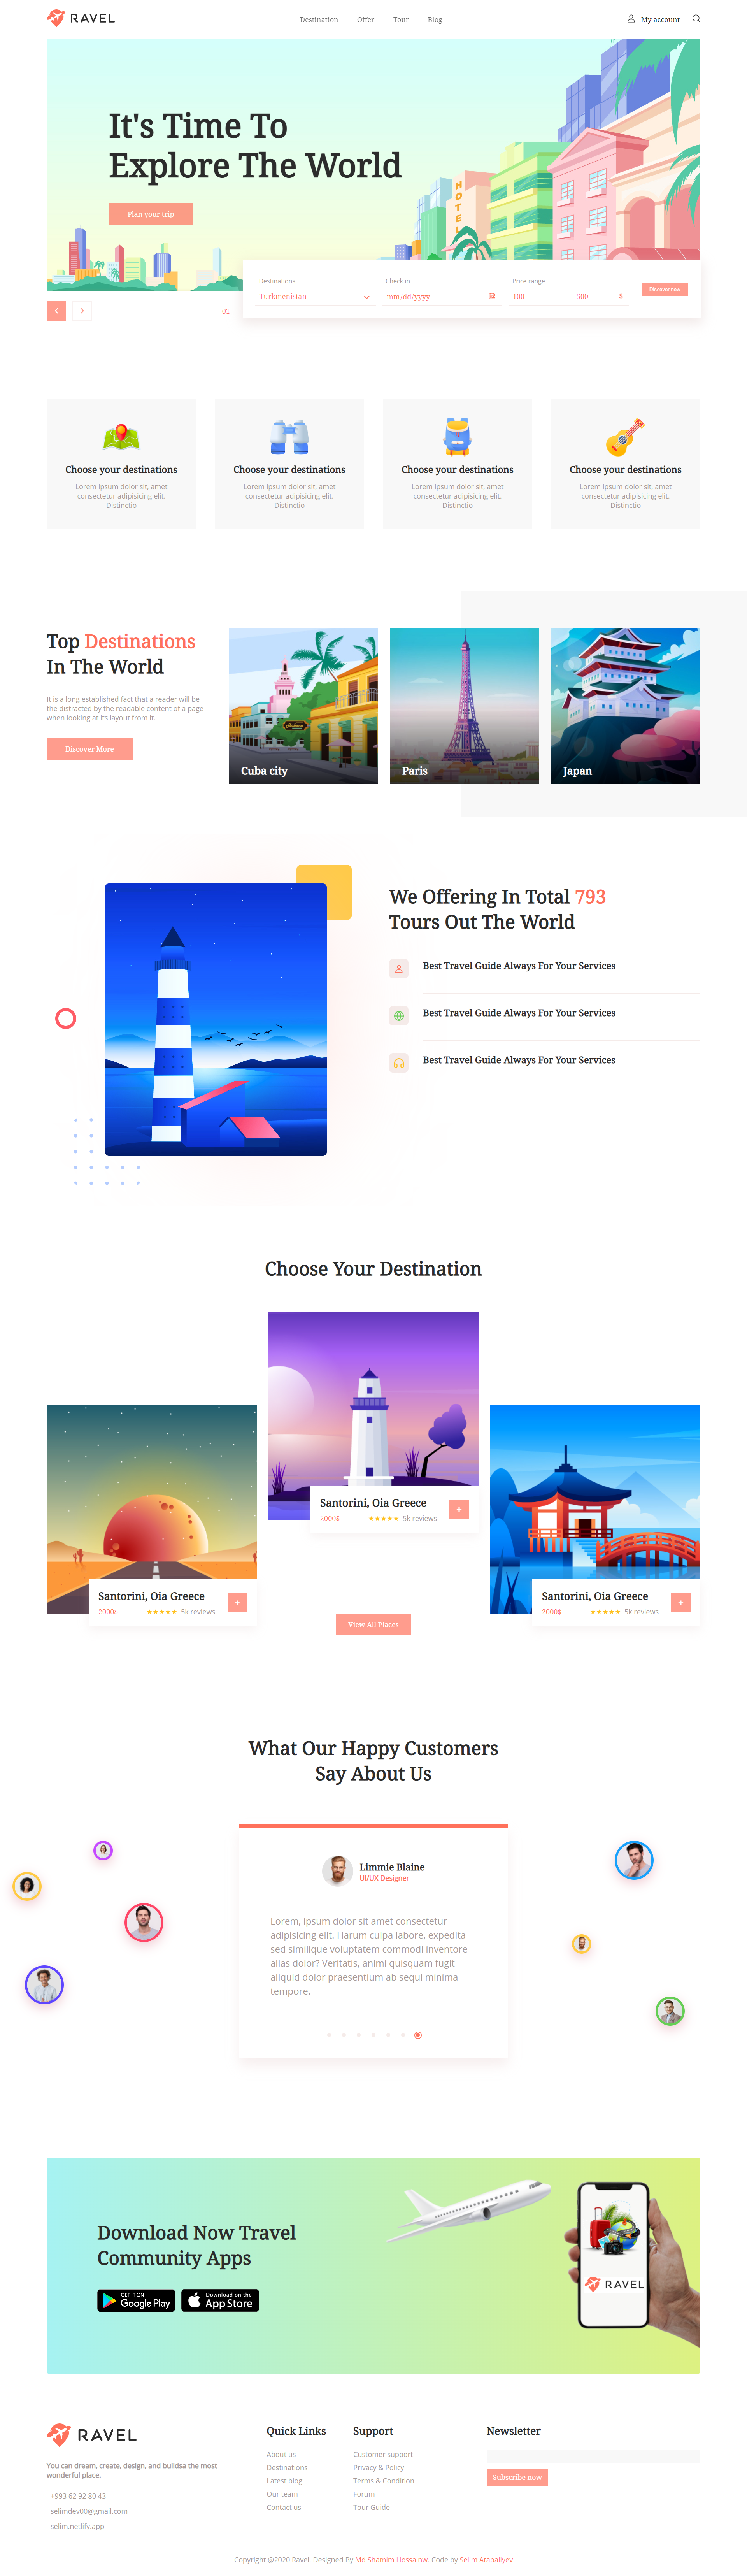 RAVEL
Destination
Offer
Tour
Blog
My account
It's Time To
Explore The World
Plan your trip
HOTEL
Destinations
Check in
Price range
Turkmenistan
mm/dd/yyyy
100
-
500
$
Discover now
01
Choose your destinations
Lorem ipsum dolor sit, amet
consectetur adipisicing elit.
Distinctio
Choose your destinations
Lorem ipsum dolor sit, amet
consectetur adipisicing elit.
Distinctio
Choose your destinations
Lorem ipsum dolor sit, amet
consectetur adipisicing elit.
Distinctio
Choose your destinations
Lorem ipsum dolor sit, amet
consectetur adipisicing elit.
Distinctio
Top Destinations
In The World
It is a long established fact that a reader will be
the distracted by the readable content of a page
when looking at its layout from it.
Discover More
Cuba city
Paris
Japan
We Offering In Total 793
Tours Out The World
Best Travel Guide Always For Your Services
Best Travel Guide Always For Your Services
Best Travel Guide Always For Your Services
Choose Your Destination
Santorini, Oia Greece
2000$
5k reviews
+
Santorini, Oia Greece
2000$
5k reviews
+
Santorini, Oia Greece
2000$
5k reviews
+
View All Places
What Our Happy Customers
Say About Us
Limmie Blaine
UI/UX Designer
Lorem, ipsum dolor sit amet consectetur
adipisicing elit. Harum culpa labore, expedita
sed similique voluptatem commodi inventore
alias dolor? Veritatis, animi quisquam fugit
aliquid dolor praesentium ab sequi minima
tempore.
Download Now Travel
Community Apps
GET IT ON
Google Play
Download on the
App Store
RAVEL
RAVEL
You can dream, create, design, and buildsa the most
wonderful place.
+993 62 92 80 43
selimdev00@gmail.com
selim.netlify.app
Quick Links
About us
Destinations
Latest blog
Our team
Contact us
Support
Customer support
Privacy & Policy
Terms & Condition
Forum
Tour Guide
Newsletter
Subscribe now
Copyright @2020 Ravel. Designed By Md Shamim Hossainw. Code by Selim Ataballyev